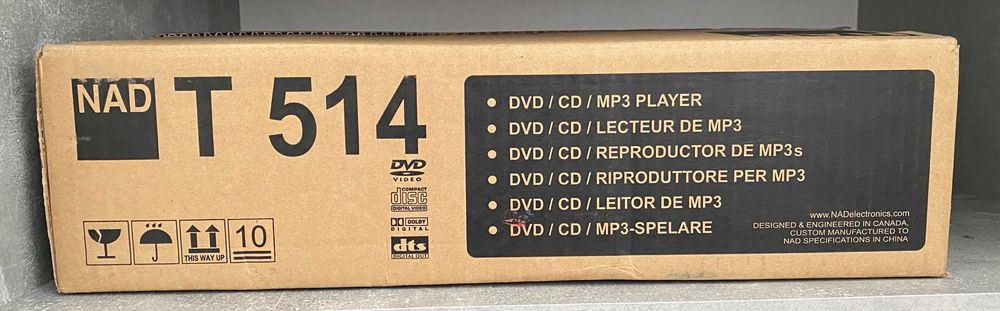 NAD T 514
DVD
VIDEO
COMPACT
disc
DIGITAL VIDEO
DOLBY
DIGITAL
dts
DIGITAL OUT
THIS WAY UP
10
• DVD / CD / MP3 PLAYER
• DVD / CD / LECTEUR DE MP3
• DVD / CD / REPRODUCTOR DE MP3s
• DVD / CD / RIPRODUTTORE PER MP3
• DVD / CD / LEITOR DE MP3
• DVD / CD / MP3-SPELARE
www.NADelectronics.com
DESIGNED & ENGINEERED IN CANADA,
CUSTOM MANUFACTURED TO
NAD SPECIFICATIONS IN CHINA